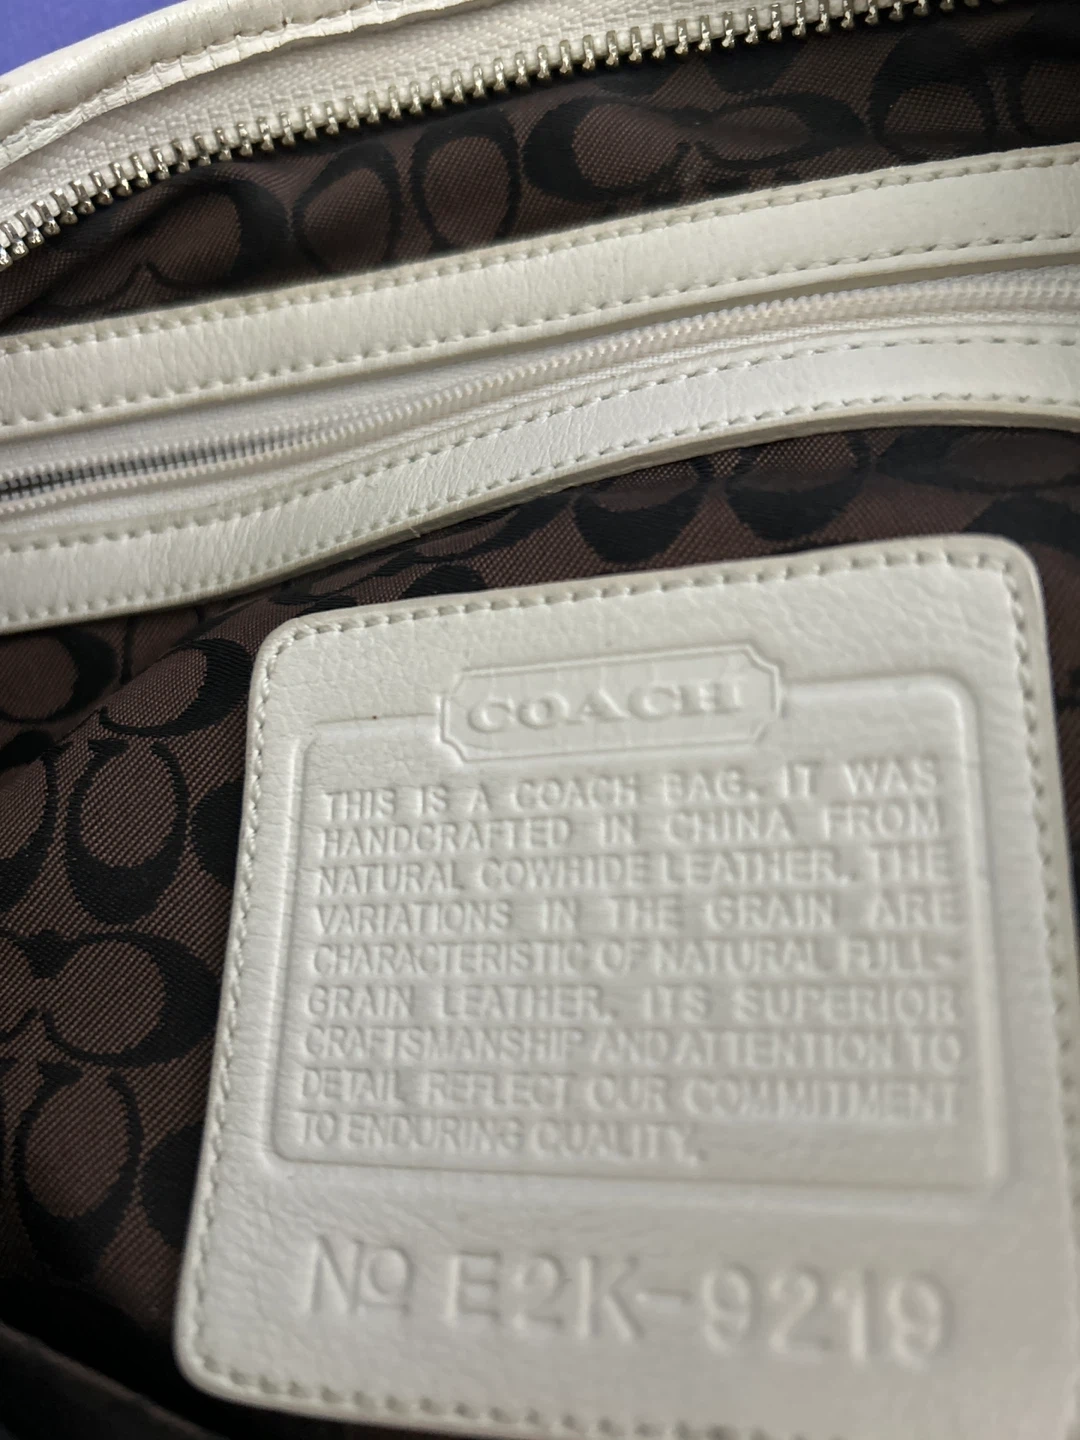 COACH
THIS IS A COACH BAG. IT WAS
HANDCRAFTED IN CHINA FROM
NATURAL COWHIDE LEATHER. THE
VARIATIONS IN THE GRAIN ARE
CHARACTERISTIC OF NATURAL FULL-
GRAIN LEATHER. ITS SUPERIOR
CRAFTSMANSHIP AND ATTENTION TO
DETAIL REFLECT OUR COMMITMENT
TO ENDURING QUALITY.
No E2K-9219